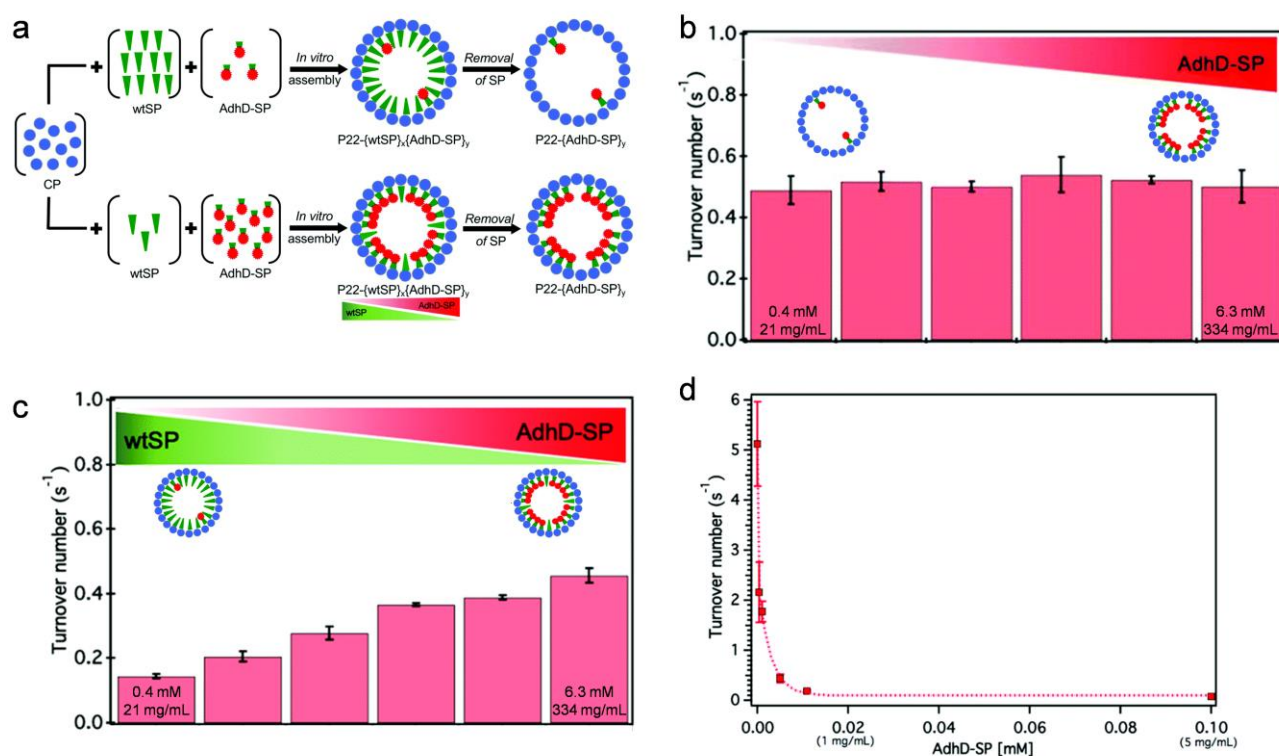 a
CP
+
wtSP
+
AdhD-SP
In vitro
assembly
P22-{wtSP}x{AdhD-SP}y
Removal
of SP
P22-{AdhD-SP}y
+
wtSP
+
AdhD-SP
In vitro
assembly
P22-{wtSP}x{AdhD-SP}y
wtSP
AdhD-SP
Removal
of SP
P22-{AdhD-SP}y
b
Turnover number (s⁻¹)
1.0
0.8
0.6
0.4
0.2
0.0
AdhD-SP
0.4 mM
21 mg/mL
6.3 mM
334 mg/mL
c
Turnover number (s⁻¹)
1.0
0.8
0.6
0.4
0.2
0.0
wtSP
AdhD-SP
0.4 mM
21 mg/mL
6.3 mM
334 mg/mL
d
Turnover number (s⁻¹)
6
5
4
3
2
1
0
0.00
0.02
0.04
0.06
0.08
0.10
(1 mg/mL)
AdhD-SP [mM]
(5 mg/mL)